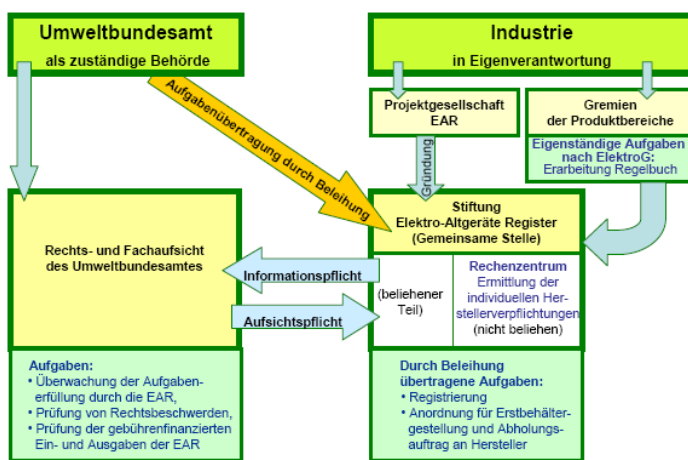 Umweltbundesamt
als zuständige Behörde
Industrie
in Eigenverantwortung
Aufgabenübertragung durch Beleihung
Projektgesellschaft
EAR
Gremien
der Produktbereiche
Eigenständige Aufgaben
nach ElektroG:
Erarbeitung Regelbuch
Gründung
Rechts- und Fachaufsicht
des Umweltbundesamtes
Stiftung
Elektro-Altgeräte Register
(Gemeinsame Stelle)
Informationspflicht
Aufsichtspflicht
(beliehener
Teil)
Rechenzentrum
Ermittlung der
individuellen Her-
stellerverpflichtungen
(nicht beliehen)
Aufgaben:
• Überwachung der Aufgaben-
erfüllung durch die EAR,
• Prüfung von Rechtsbeschwerden,
• Prüfung der gebührenfinanzierten
Ein- und Ausgaben der EAR
Durch Beleihung
übertragene Aufgaben:
• Registrierung
• Anordnung für Erstbehälter-
gestellung und Abholungs-
auftrag an Hersteller